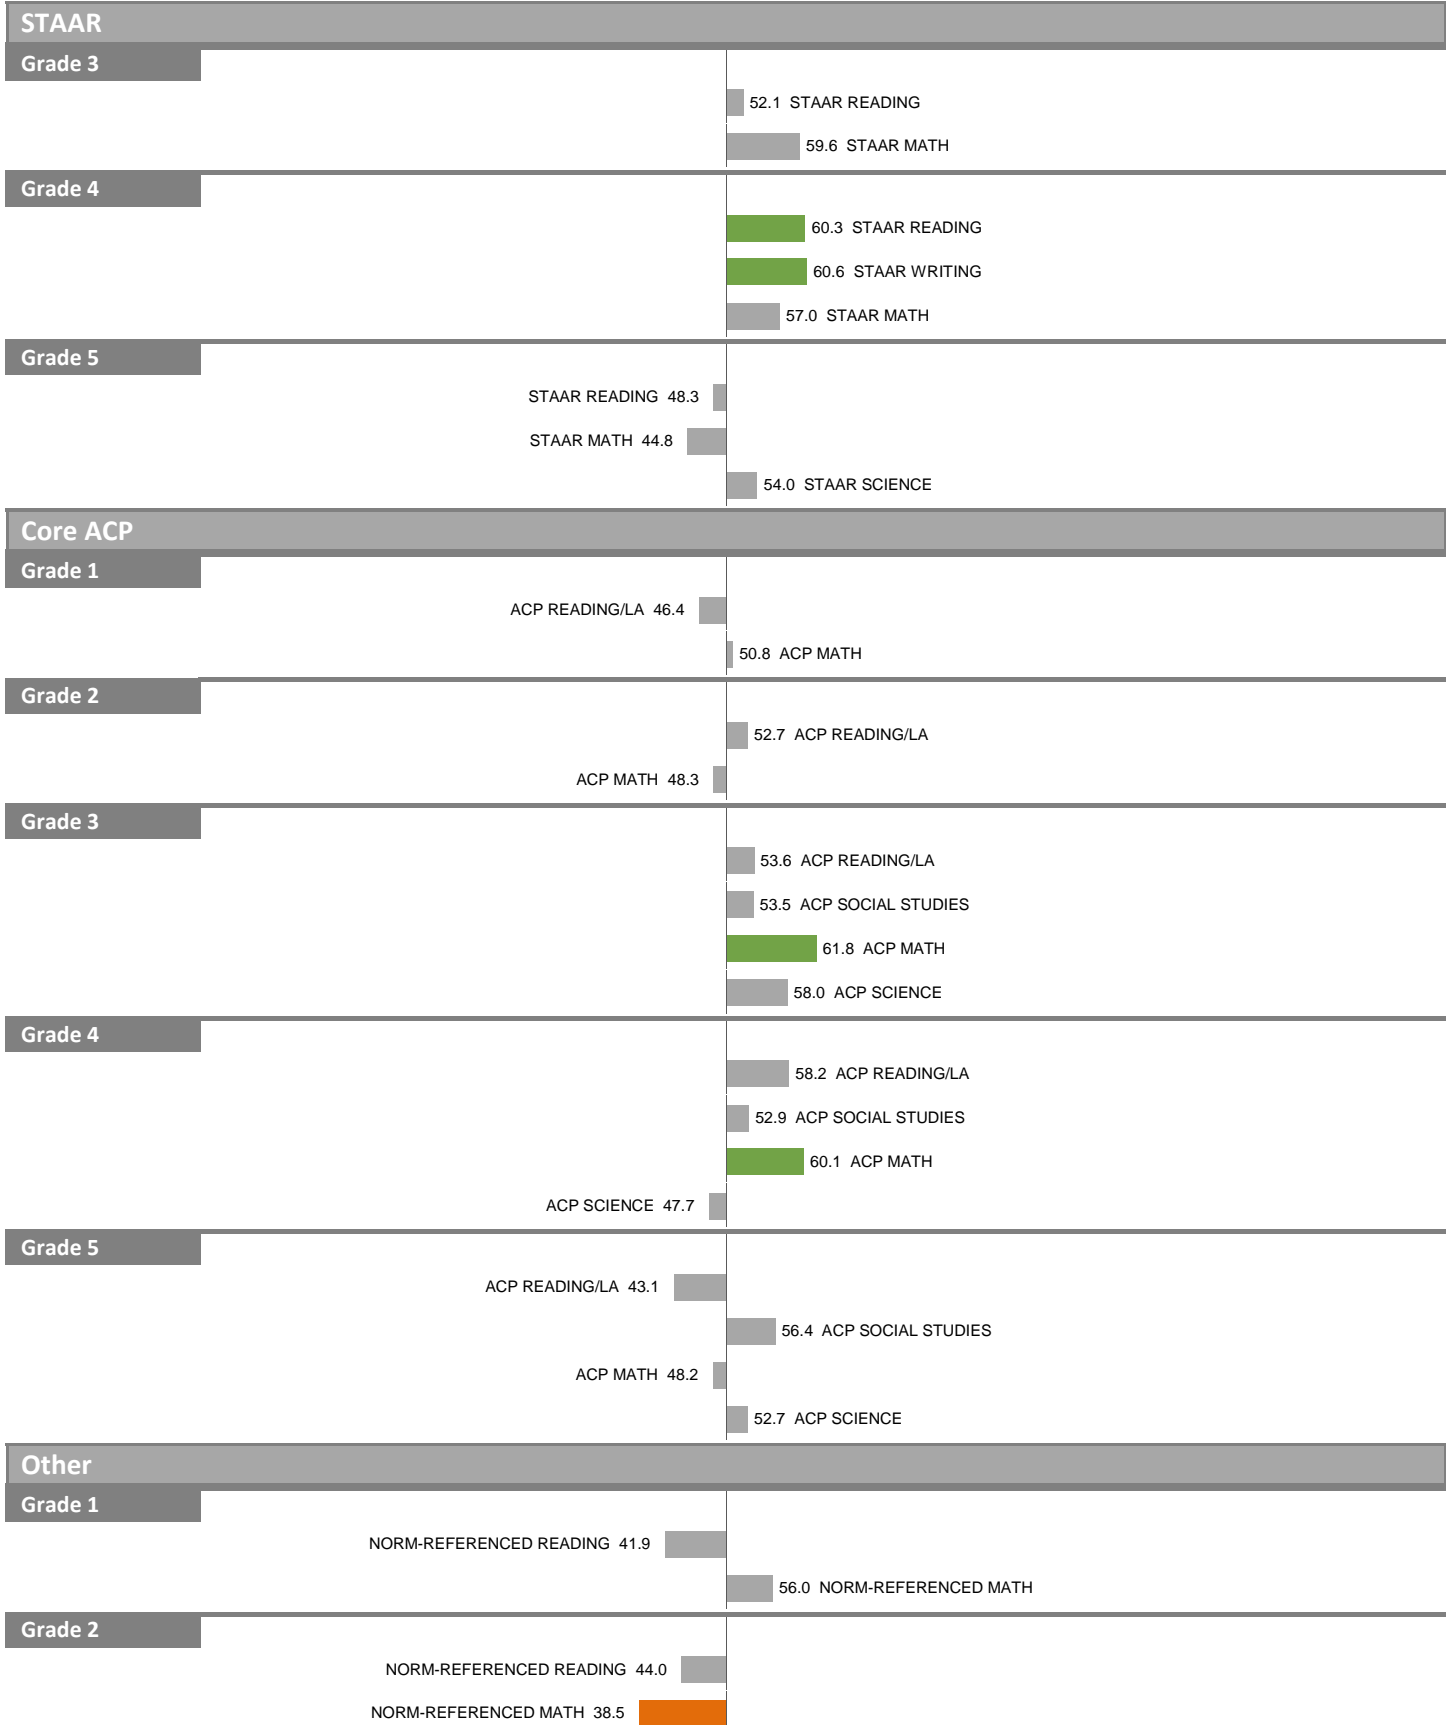 STAAR
Grade 3
52.1 STAAR READING
59.6 STAAR MATH
Grade 4
60.3 STAAR READING
60.6 STAAR WRITING
57.0 STAAR MATH
Grade 5
STAAR READING 48.3
STAAR MATH 44.8
54.0 STAAR SCIENCE
Core ACP
Grade 1
ACP READING/LA 46.4
50.8 ACP MATH
Grade 2
52.7 ACP READING/LA
ACP MATH 48.3
Grade 3
53.6 ACP READING/LA
53.5 ACP SOCIAL STUDIES
61.8 ACP MATH
58.0 ACP SCIENCE
Grade 4
58.2 ACP READING/LA
52.9 ACP SOCIAL STUDIES
60.1 ACP MATH
ACP SCIENCE 47.7
Grade 5
ACP READING/LA 43.1
56.4 ACP SOCIAL STUDIES
ACP MATH 48.2
52.7 ACP SCIENCE
Other
Grade 1
NORM-REFERENCED READING 41.9
56.0 NORM-REFERENCED MATH
Grade 2
NORM-REFERENCED READING 44.0
NORM-REFERENCED MATH 38.5